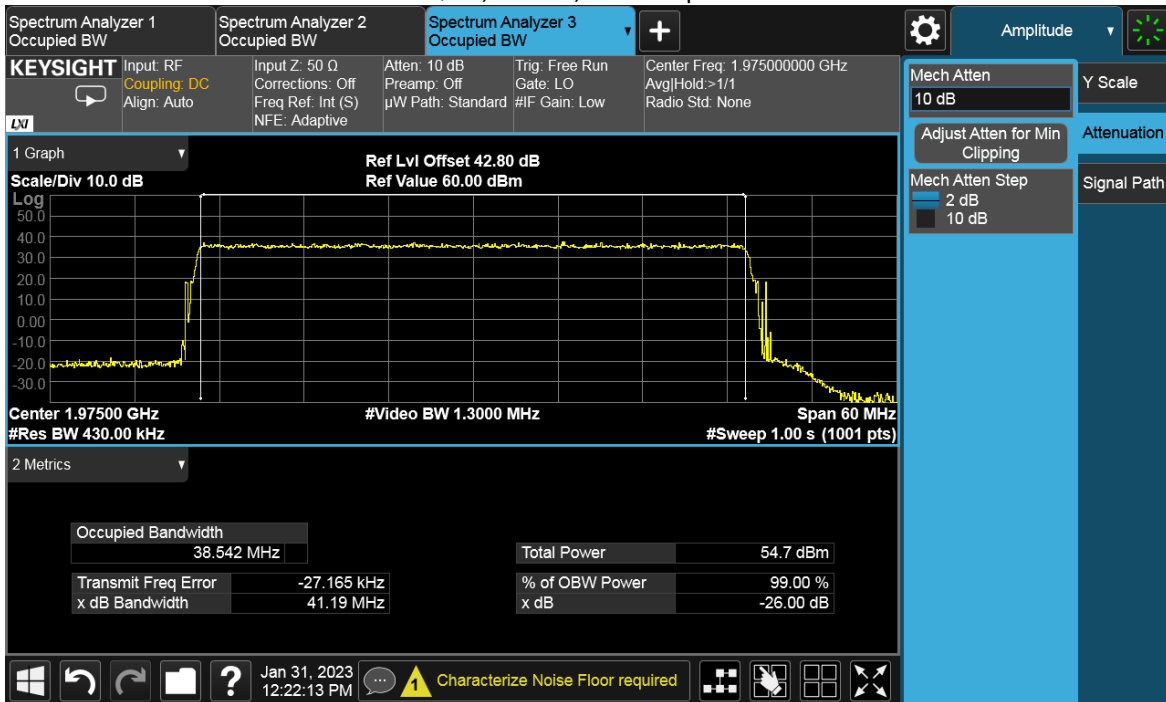 Spectrum Analyzer 1
Occupied BW
Spectrum Analyzer 2
Occupied BW
Spectrum Analyzer 3
Occupied BW
Amplitude
KEYSIGHT
LXI
Input: RF
Coupling: DC
Align: Auto
Input Z: 50 Ω
Corrections: Off
Freq Ref: Int (S)
NFE: Adaptive
Atten: 10 dB
Preamp: Off
µW Path: Standard
Trig: Free Run
Gate: LO
#IF Gain: Low
Center Freq: 1.975000000 GHz
Avg|Hold:>1/1
Radio Std: None
Mech Atten
10 dB
Adjust Atten for Min
Clipping
Mech Atten Step
2 dB
10 dB
Y Scale
Attenuation
Signal Path
1 Graph
Scale/Div 10.0 dB
Ref Lvl Offset 42.80 dB
Ref Value 60.00 dBm
Log
50.0
40.0
30.0
20.0
10.0
0.00
-10.0
-20.0
-30.0
Center 1.97500 GHz
#Video BW 1.3000 MHz
Span 60 MHz
#Res BW 430.00 kHz
#Sweep 1.00 s (1001 pts)
2 Metrics
Occupied Bandwidth
38.542 MHz
Total Power 54.7 dBm
Transmit Freq Error -27.165 kHz
% of OBW Power 99.00 %
x dB Bandwidth 41.19 MHz
x dB -26.00 dB
?
Jan 31, 2023
12:22:13 PM
1
Characterize Noise Floor required